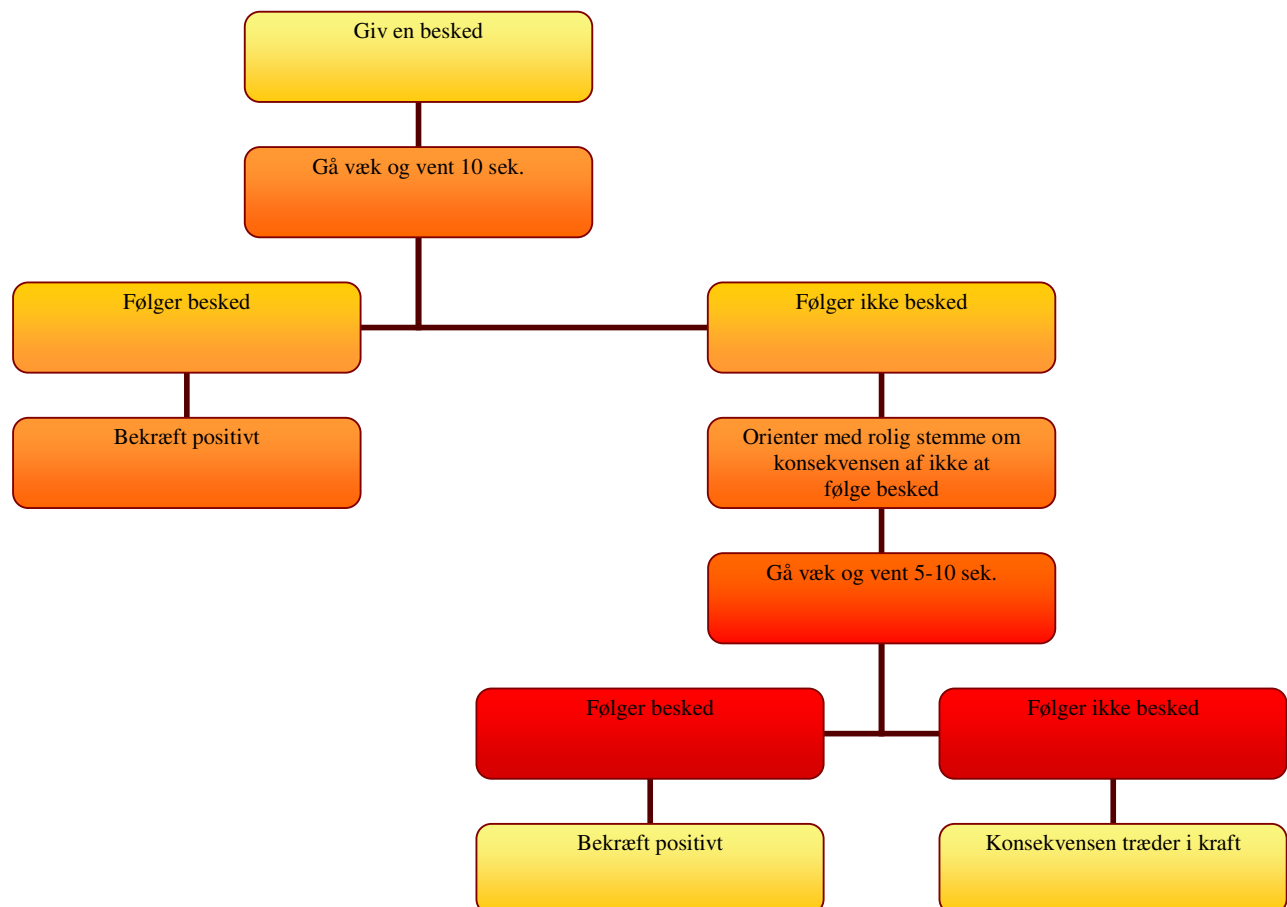 Giv en besked
Gå væk og vent 10 sek.
Følger besked
Følger ikke besked
Bekræft positivt
Orienter med rolig stemme om
konsekvensen af ikke at
følge besked
Gå væk og vent 5-10 sek.
Følger besked
Følger ikke besked
Bekræft positivt
Konsekvensen træder i kraft